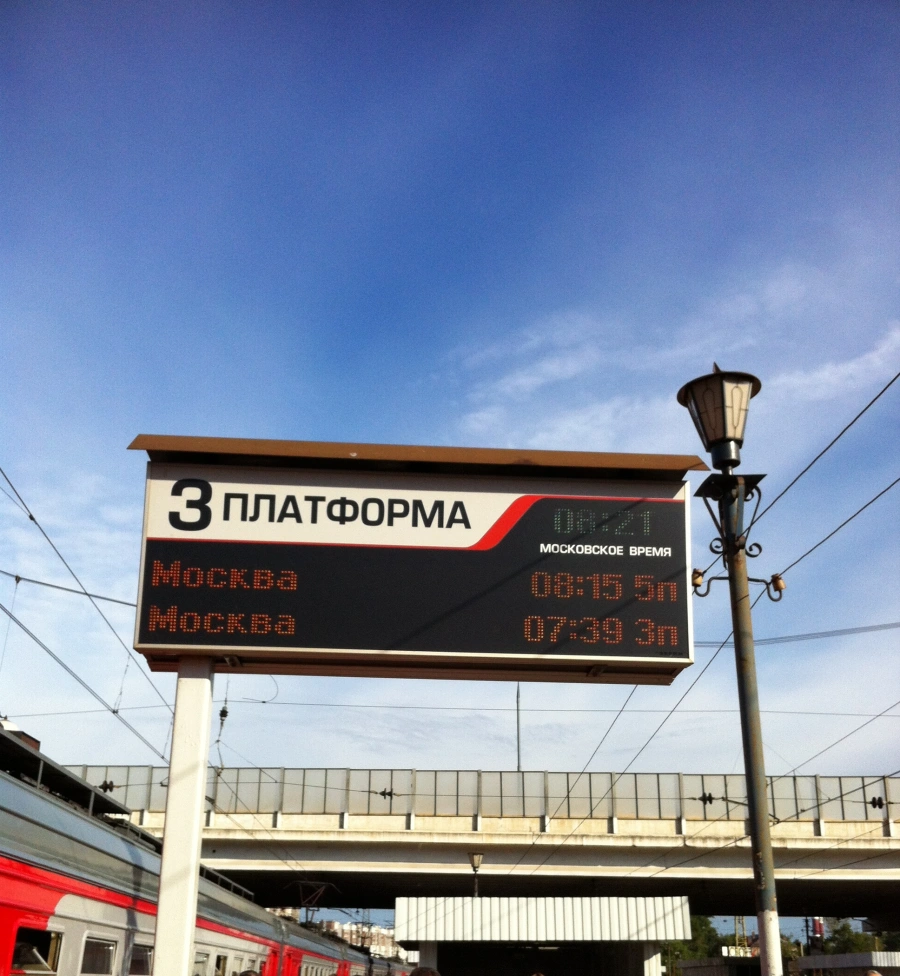 3 ПЛАТФОРМА
08:21
МОСКОВСКОЕ ВРЕМЯ
Москва 08:15 5п
Москва 07:39 3п